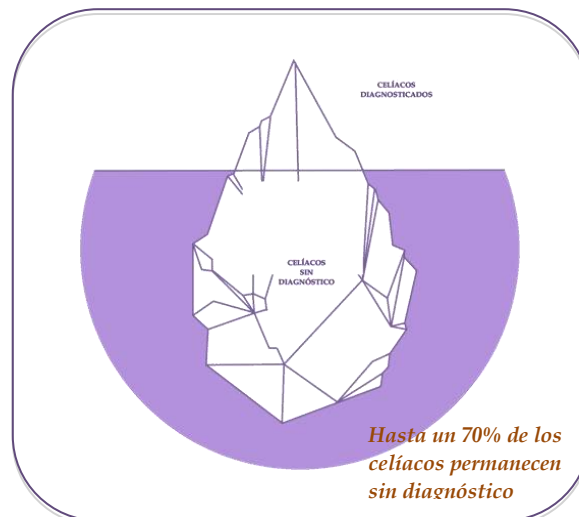 CELÍACOS
DIAGNOSTICADOS
CELÍACOS
SIN
DIAGNÓSTICO
Hasta un 70% de los
celíacos permanecen
sin diagnóstico